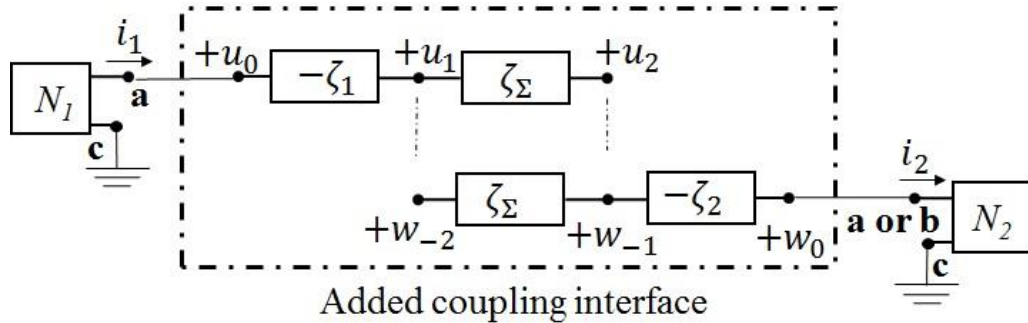 i₁ +u₀ −ζ₁ +u₁ ζ_Σ +u₂
N₁ a
c
ζ_Σ −ζ₂ i₂
+w₋₂ +w₋₁ +w₀ a or b N₂
c
Added coupling interface